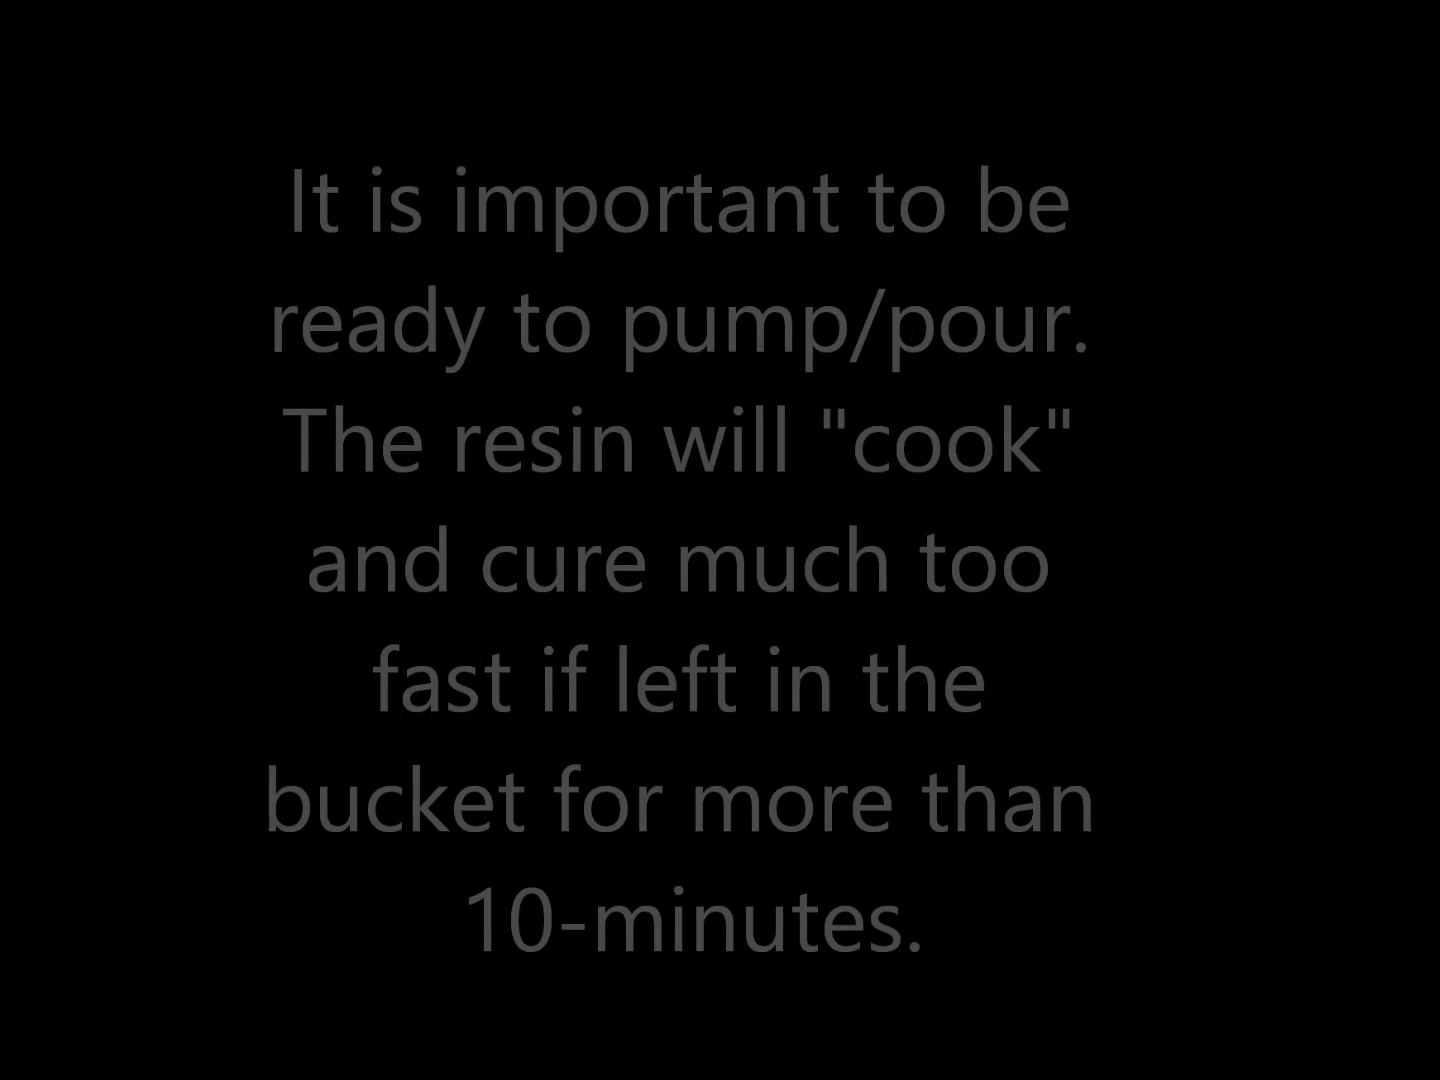 It is important to be
ready to pump/pour.
The resin will "cook"
and cure much too
fast if left in the
bucket for more than
10-minutes.